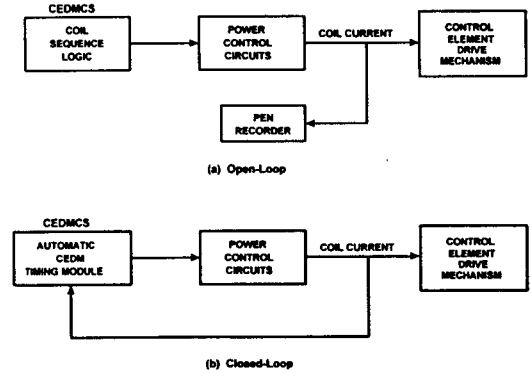 CEDMCS
COIL
SEQUENCE
LOGIC
POWER
CONTROL
CIRCUITS
COIL CURRENT
CONTROL
ELEMENT
DRIVE
MECHANISM
PEN
RECORDER
(a) Open-Loop
CEDMCS
AUTOMATIC
CEDM
TIMING MODULE
POWER
CONTROL
CIRCUITS
COIL CURRENT
CONTROL
ELEMENT
DRIVE
MECHANISM
(b) Closed-Loop